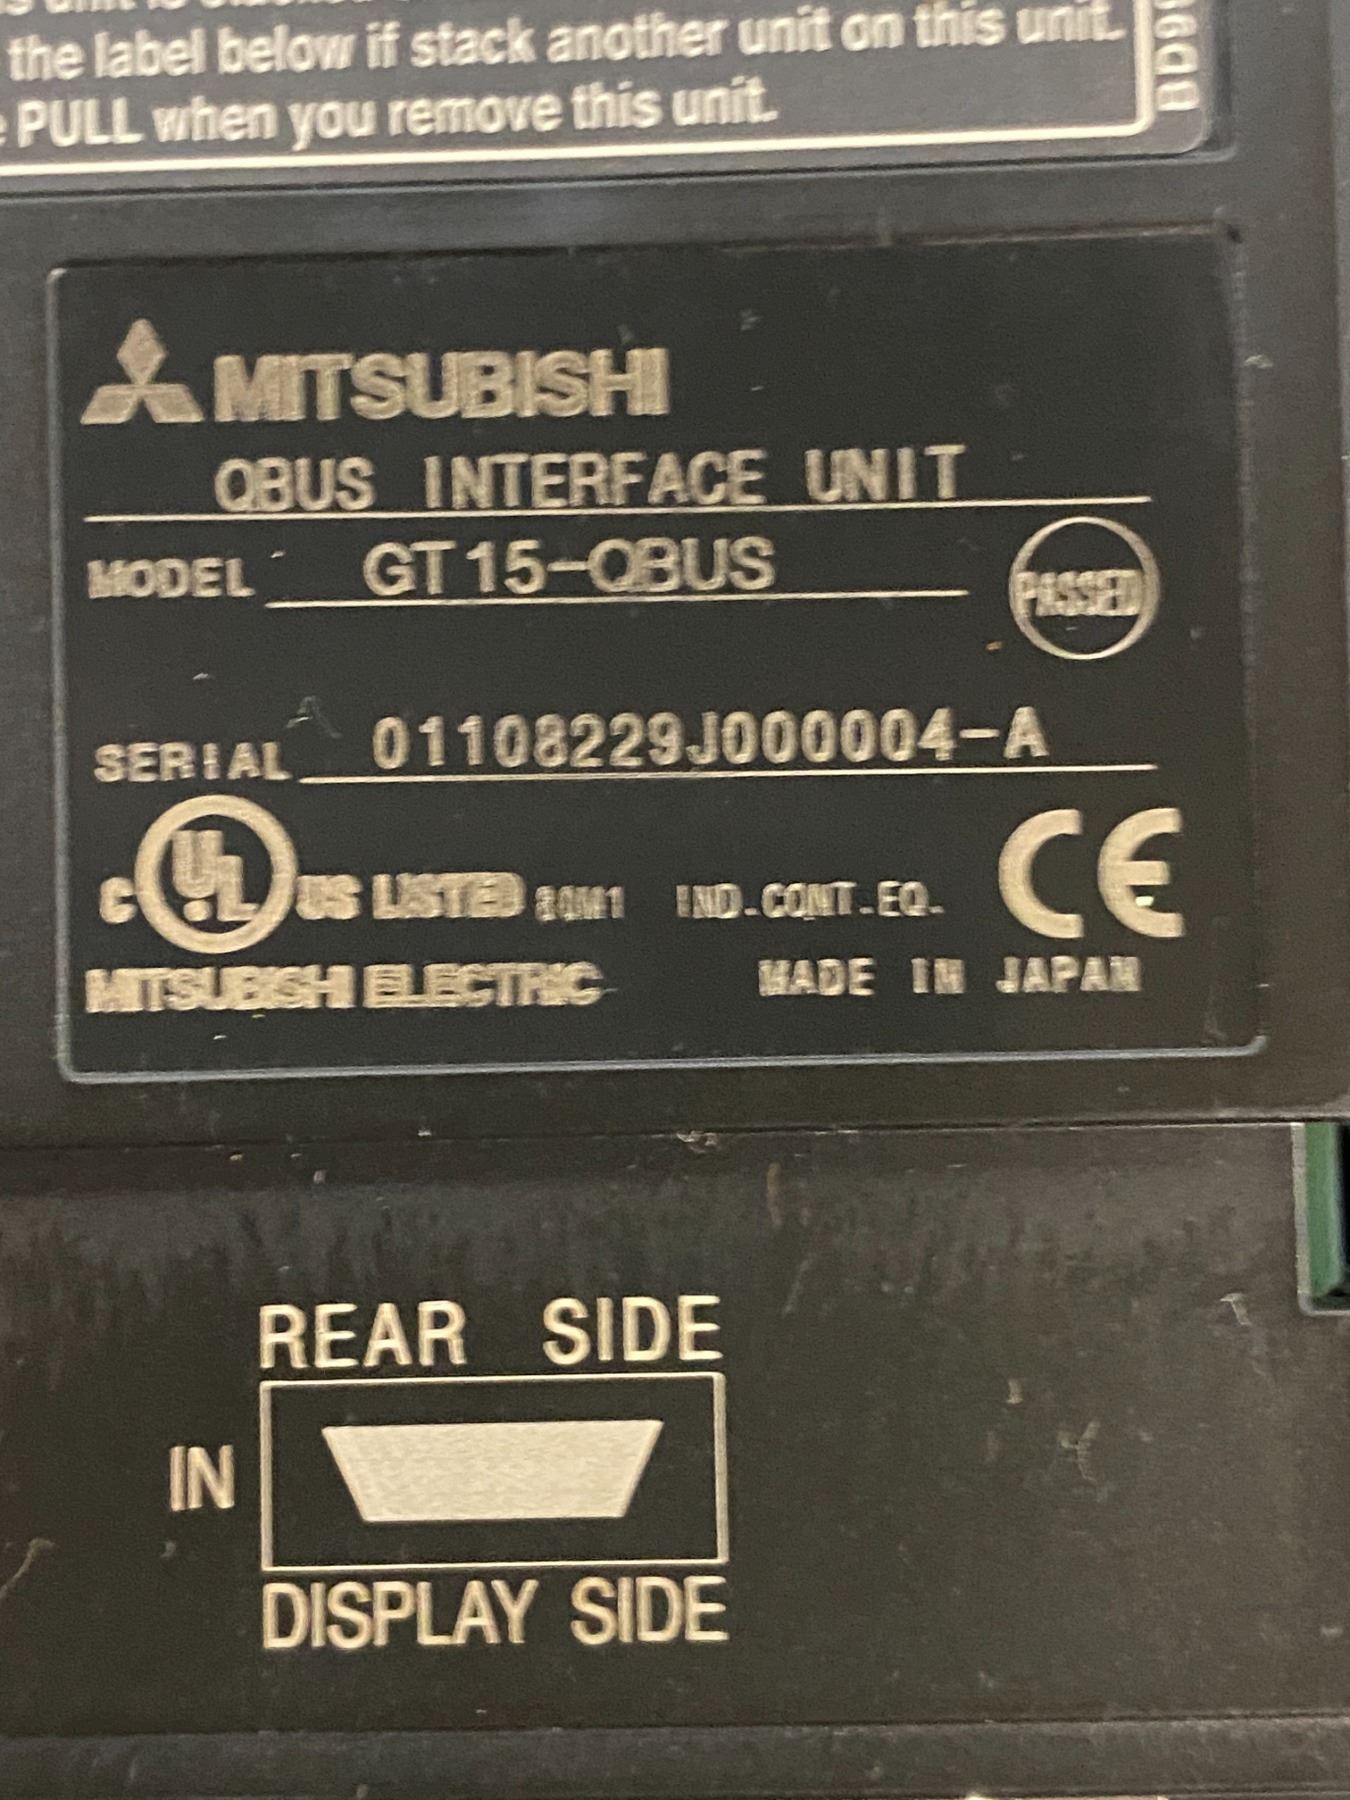 the label below if stack another unit on this unit.
PULL when you remove this unit.
MITSUBISHI
QBUS INTERFACE UNIT
MODEL GT15-QBUS
PASSED
SERIAL 01108229J000004-A
C UL US LISTED 80M1 IND.CONT.EQ. CE
MITSUBISHI ELECTRIC MADE IN JAPAN
REAR SIDE
IN
DISPLAY SIDE